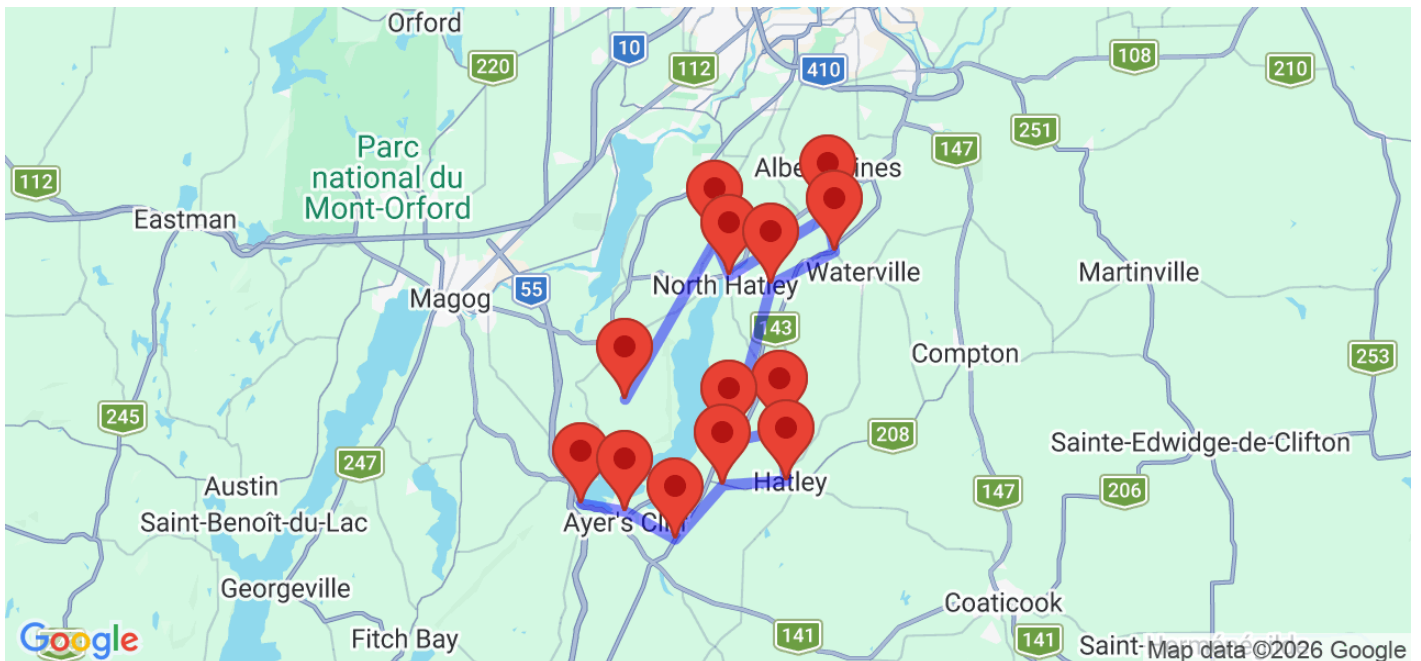 Orford
10
220
112
410
108
210
251
147
Parc
national du
Mont-Orford
112
Eastman
North Hatley
Waterville
Martinville
Magog
55
143
Compton
253
245
208
Sainte-Edwidge-de-Clifton
247
Austin
Hatley
147
206
Saint-Benoît-du-Lac
Ayer's Cliff
Georgeville
Coaticook
Google
Fitch Bay
141
141
Map data ©2026 Google